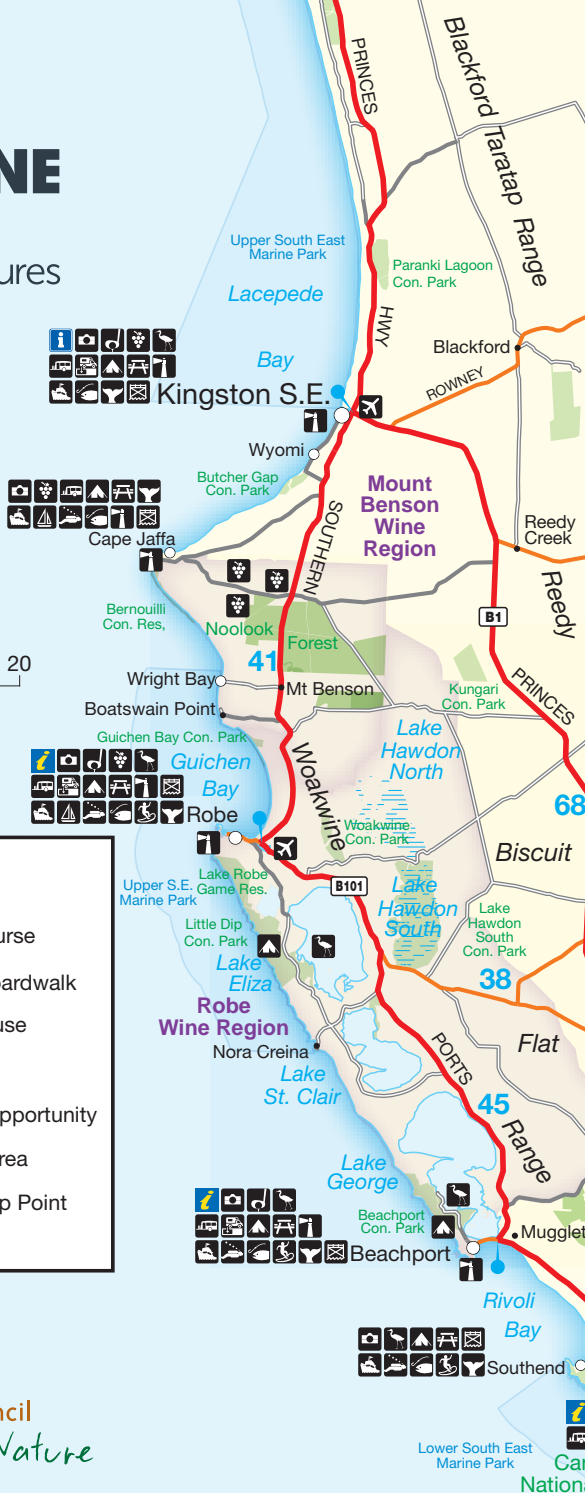 NE
ures
PRINCES
Blackford
Taratap
Range
Upper South East
Marine Park
Paranki Lagoon
Con. Park
Lacepede
Bay
HWY
Blackford
ROWNEY
Kingston S.E.
Wyomi
Butcher Gap
Con. Park
Mount
Benson
Wine
Region
SOUTHERN
Cape Jaffa
Reedy
Creek
Reedy
Bernouilli
Con. Res,
Noolook
Forest
B1
20
41
Wright Bay
Mt Benson
Kungari
Con. Park
PRINCES
Boatswain Point
Guichen Bay Con. Park
Lake
Hawdon
North
Guichen
Bay
Woakwine
68
Robe
Woakwine
Con. Park
Biscuit
Lake Robe
Game Res.
B101
Upper S.E.
Marine Park
Lake
Hawdon
South
Lake
Hawdon
South
Con. Park
Little Dip
Con. Park
urse
oardwalk
Lake
Eliza
38
Robe
Wine Region
use
Nora Creina
Flat
PORTS
Lake
St. Clair
45
pportunity
Range
rea
Lake
George
p Point
Beachport
Con. Park
Mugglet
Beachport
Rivoli
Bay
Southend
ncil
Nature
Lower South East
Marine Park
Can
Nation